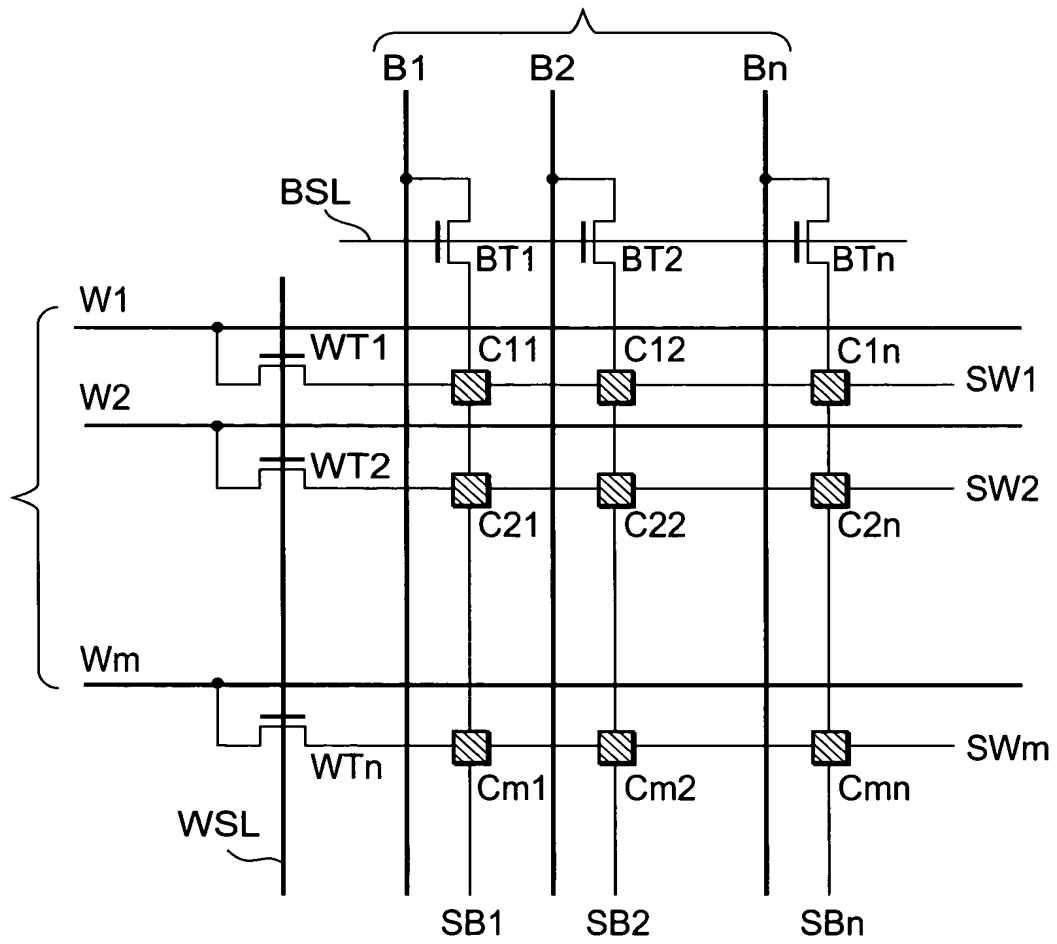 B1 B2 Bn
BSL
BT1 BT2 BTn
W1
WT1 C11 C12 C1n
SW1
W2
WT2
SW2
C21 C22 C2n
Wm
WTn
SWm
Cm1 Cm2 Cmn
WSL
SB1 SB2 SBn